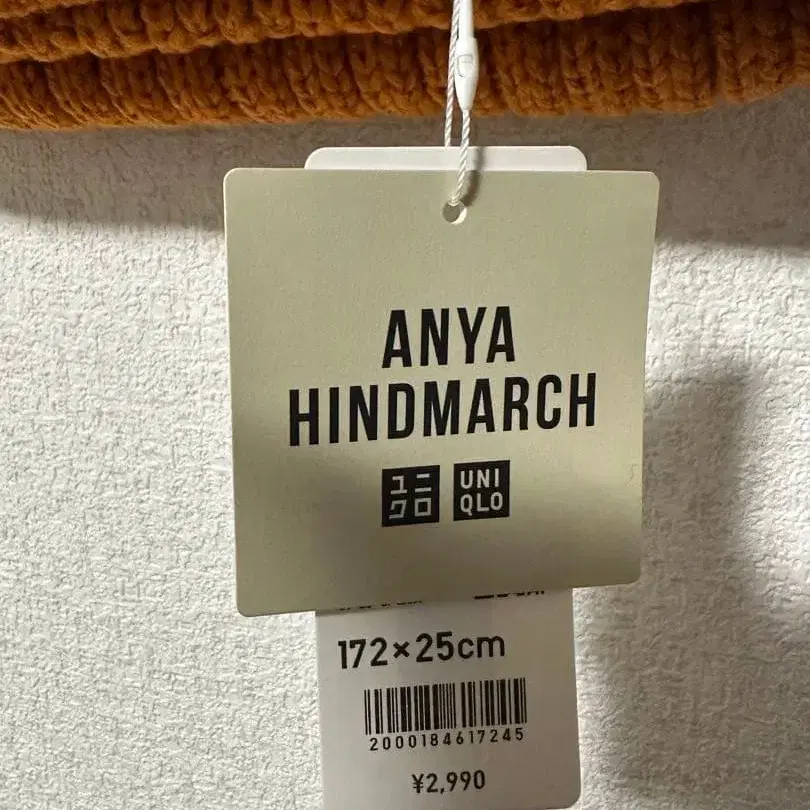 ANYA
HINDMARCH
ユニ UNI
クロ QLO
172×25cm
2000184617245
¥2,990